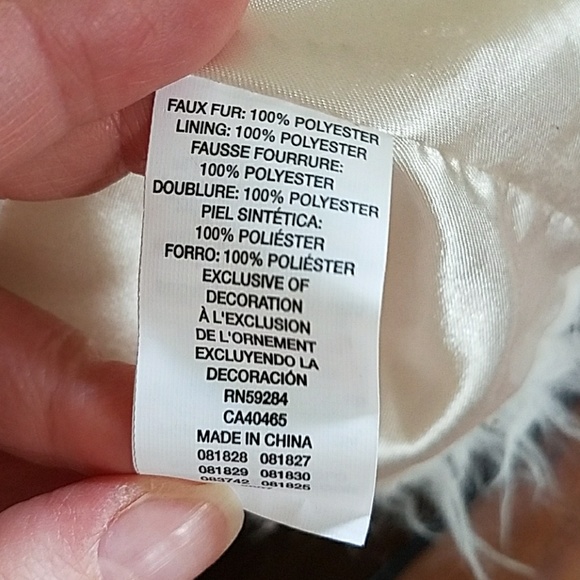 FAUX FUR: 100% POLYESTER
LINING: 100% POLYESTER
FAUSSE FOURRURE:
100% POLYESTER
DOUBLURE: 100% POLYESTER
PIEL SINTÉTICA:
100% POLIÉSTER
FORRO: 100% POLIÉSTER
EXCLUSIVE OF
DECORATION
À L'EXCLUSION
DE L'ORNEMENT
EXCLUYENDO LA
DECORACIÓN
RN59284
CA40465
MADE IN CHINA
081828 081827
081829 081830
083742 081825